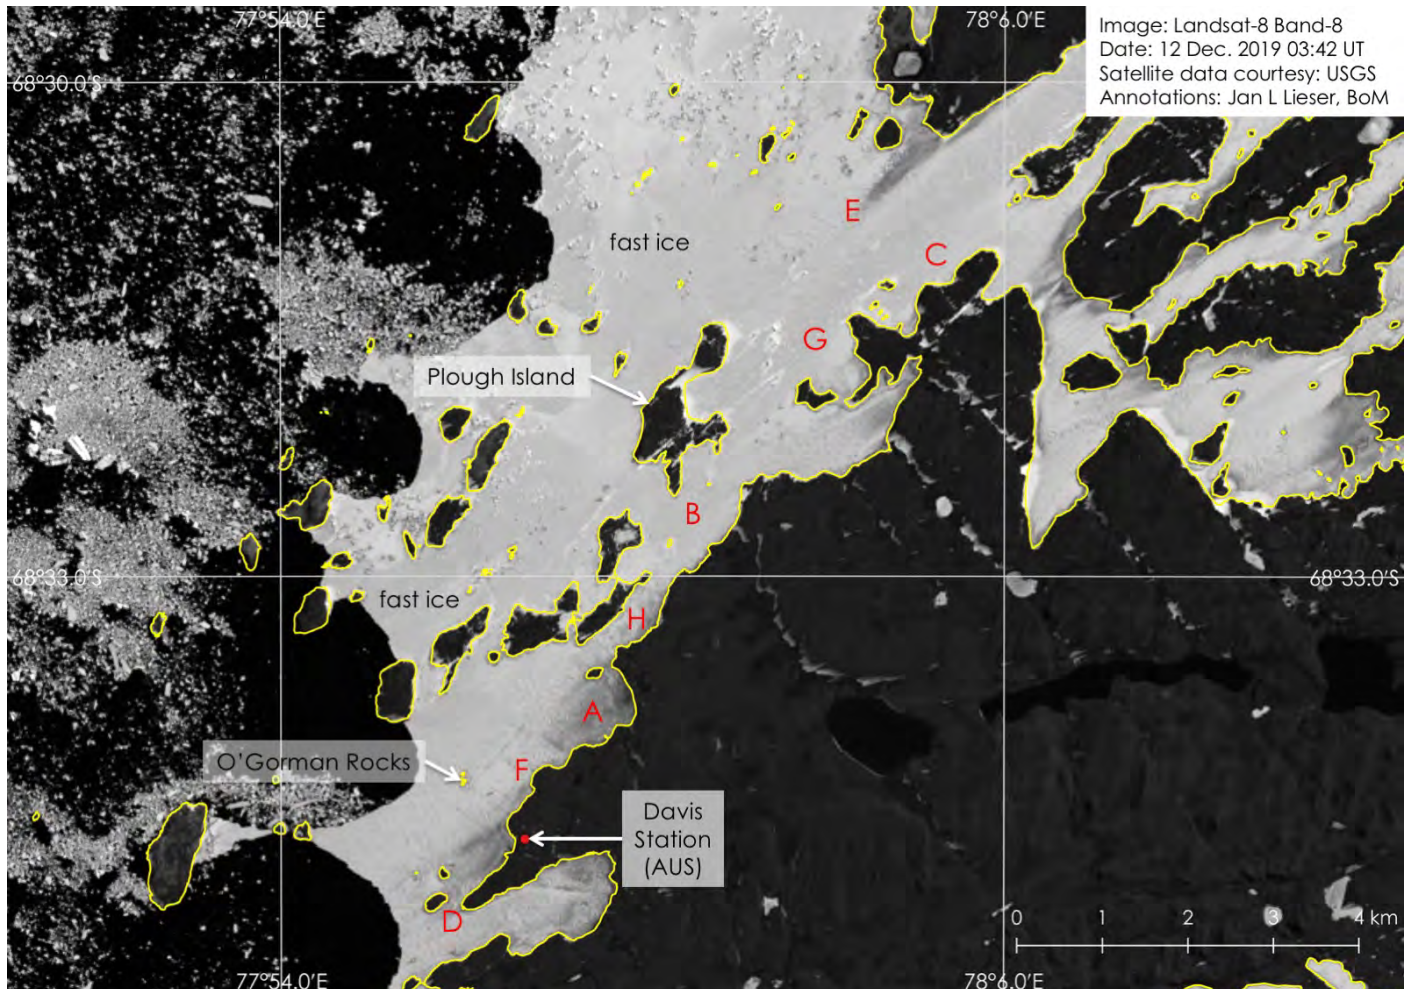 77°54.0'E
78°6.0'E
Image: Landsat-8 Band-8
Date: 12 Dec. 2019 03:42 UT
Satellite data courtesy: USGS
Annotations: Jan L Lieser, BoM
68°30.0'S
E
fast ice
C
G
Plough Island
B
68°33.0'S
68°33.0'S
fast ice
H
A
O'Gorman Rocks
F
Davis
Station
(AUS)
D
0 1 2 3 4 km
77°54.0'E
78°6.0'E